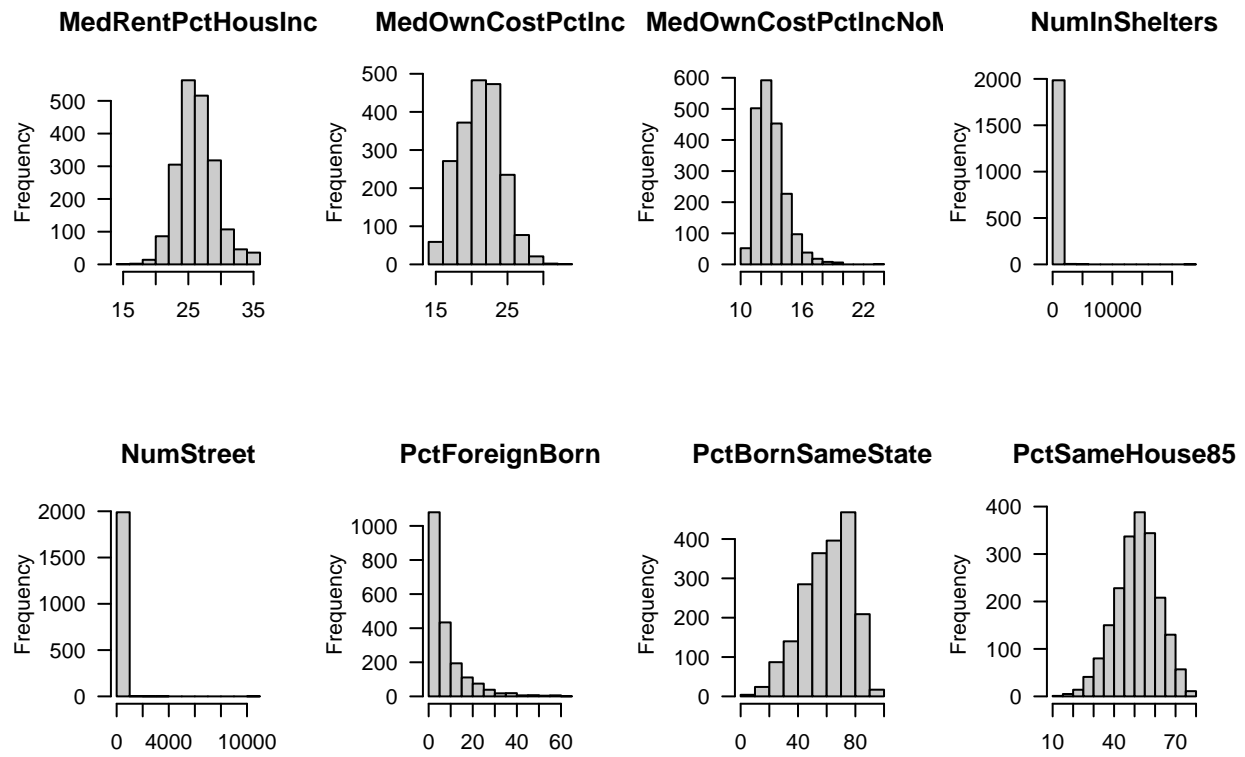 MedRentPctHousInc
Frequency
500
400
300
200
100
0
15 25 35
MedOwnCostPctInc
Frequency
500
400
300
200
100
0
15 25
MedOwnCostPctIncNoM
Frequency
600
500
400
300
200
100
0
10 16 22
NumInShelters
Frequency
2000
1500
1000
500
0
0 10000
NumStreet
Frequency
2000
1500
1000
500
0
0 4000 10000
PctForeignBorn
Frequency
1000
800
600
400
200
0
0 20 40 60
PctBornSameState
Frequency
400
300
200
100
0
0 40 80
PctSameHouse85
Frequency
400
300
200
100
0
10 40 70